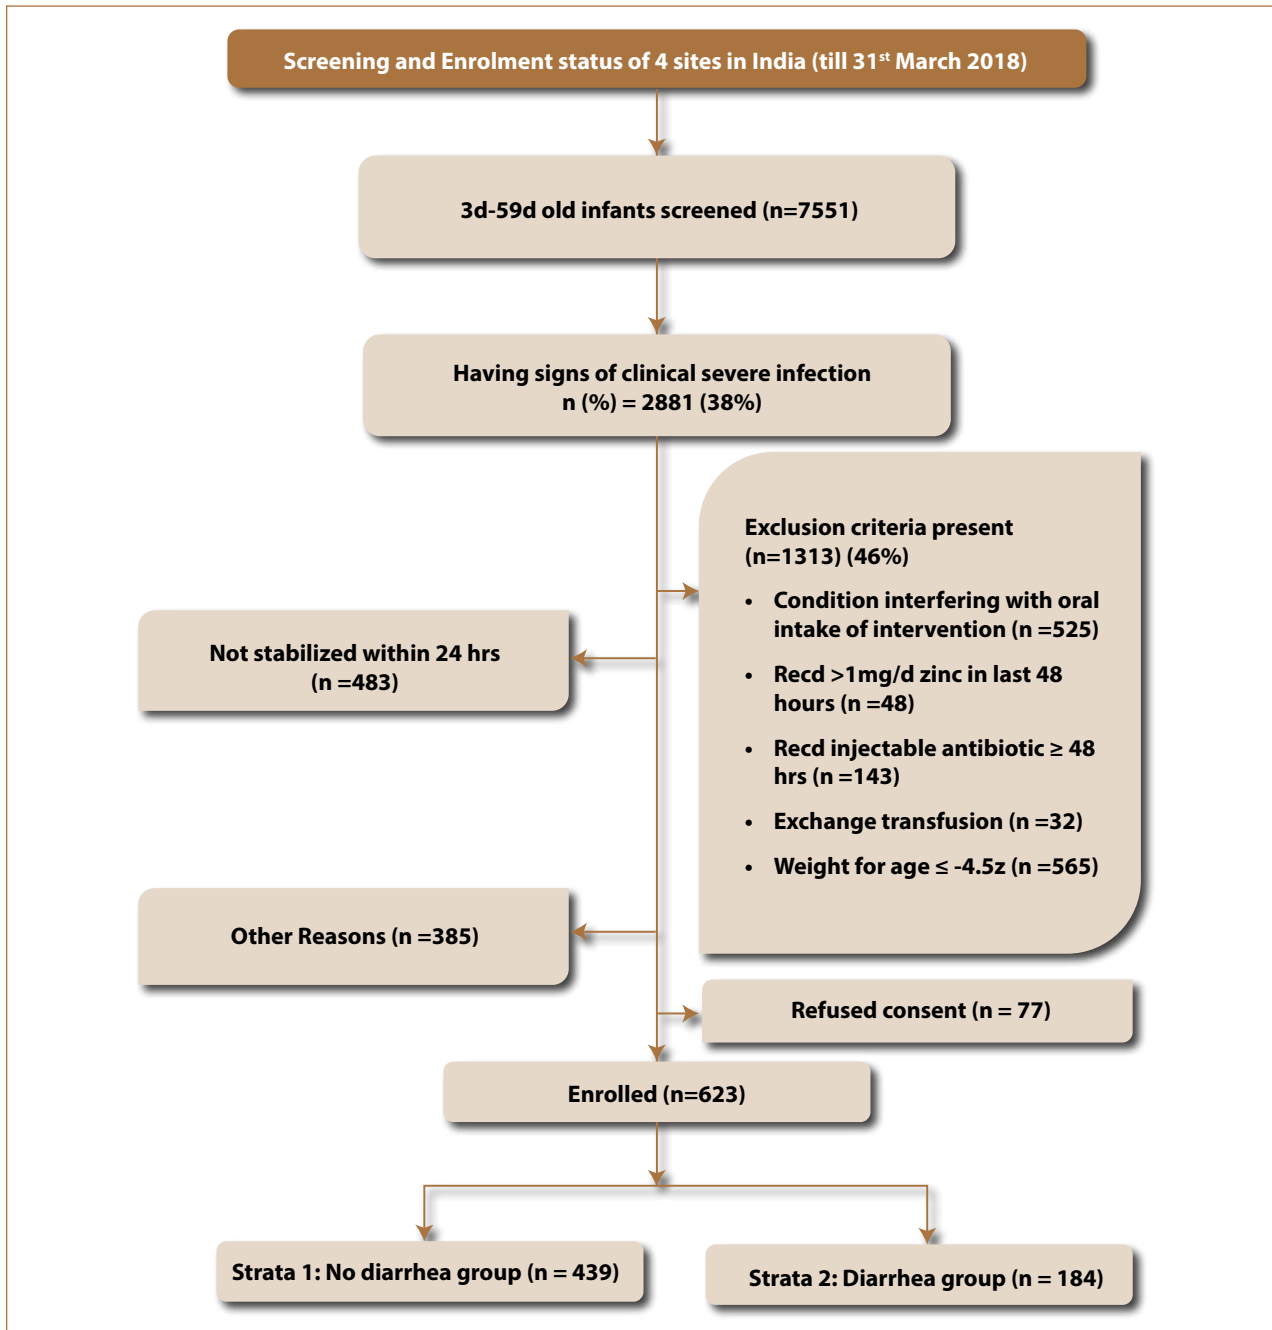 Screening and Enrolment status of 4 sites in India (till 31st March 2018)
3d-59d old infants screened (n=7551)
Having signs of clinical severe infection
n (%) = 2881 (38%)
Exclusion criteria present
(n=1313) (46%)
• Condition interfering with oral
intake of intervention (n =525)
• Recd >1mg/d zinc in last 48
hours (n =48)
• Recd injectable antibiotic ≥ 48
hrs (n =143)
• Exchange transfusion (n =32)
• Weight for age ≤ -4.5z (n =565)
Not stabilized within 24 hrs
(n =483)
Other Reasons (n =385)
Refused consent (n = 77)
Enrolled (n=623)
Strata 1: No diarrhea group (n = 439)
Strata 2: Diarrhea group (n = 184)